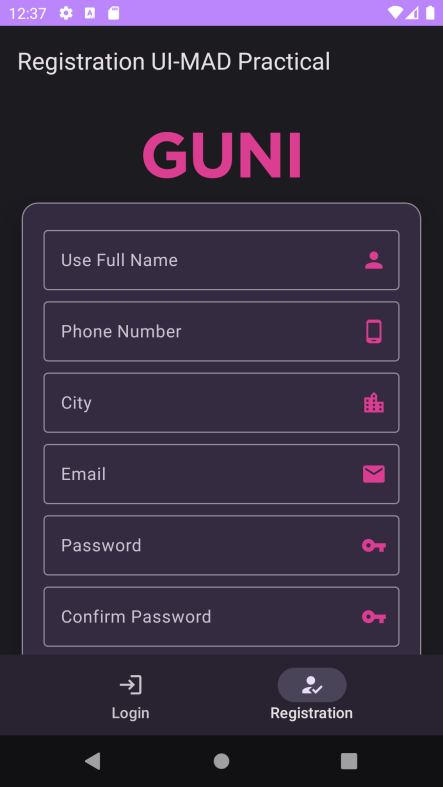 12:37
Registration UI-MAD Practical
GUNI
Use Full Name
Phone Number
City
Email
Password
Confirm Password
Login
Registration